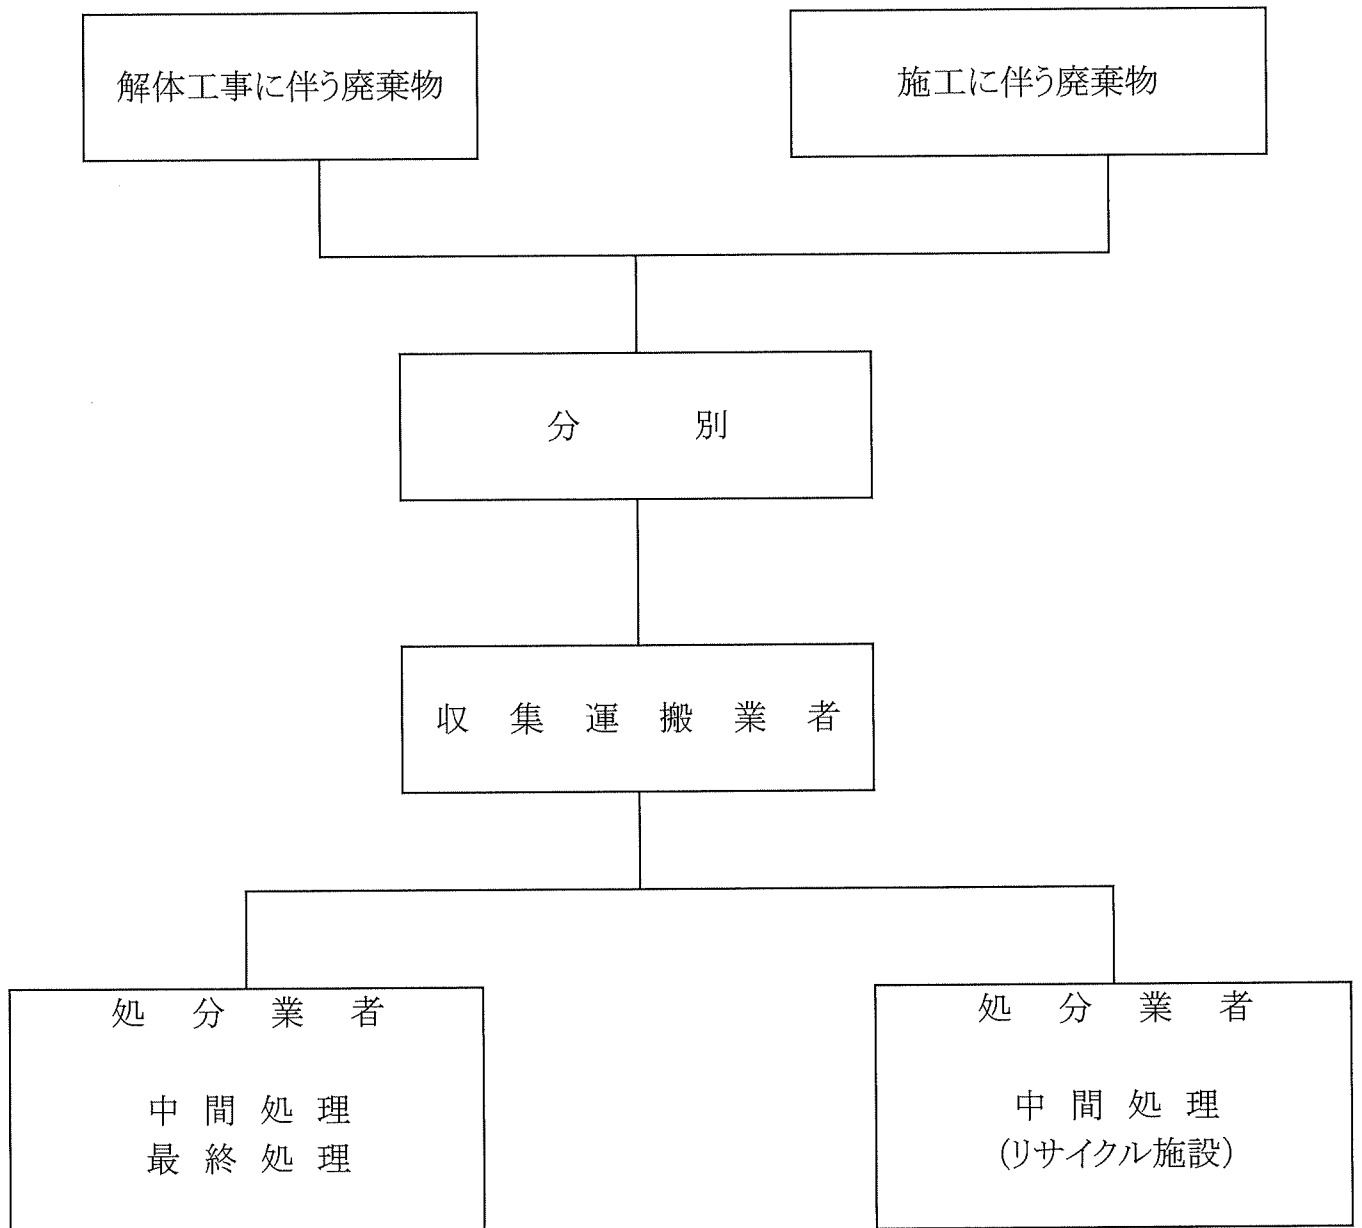 解体工事に伴う廃棄物
施工に伴う廃棄物
分 別
収 集 運 搬 業 者
処 分 業 者
中 間 処 理
最 終 処 理
処 分 業 者
中 間 処 理
(リサイクル施設)